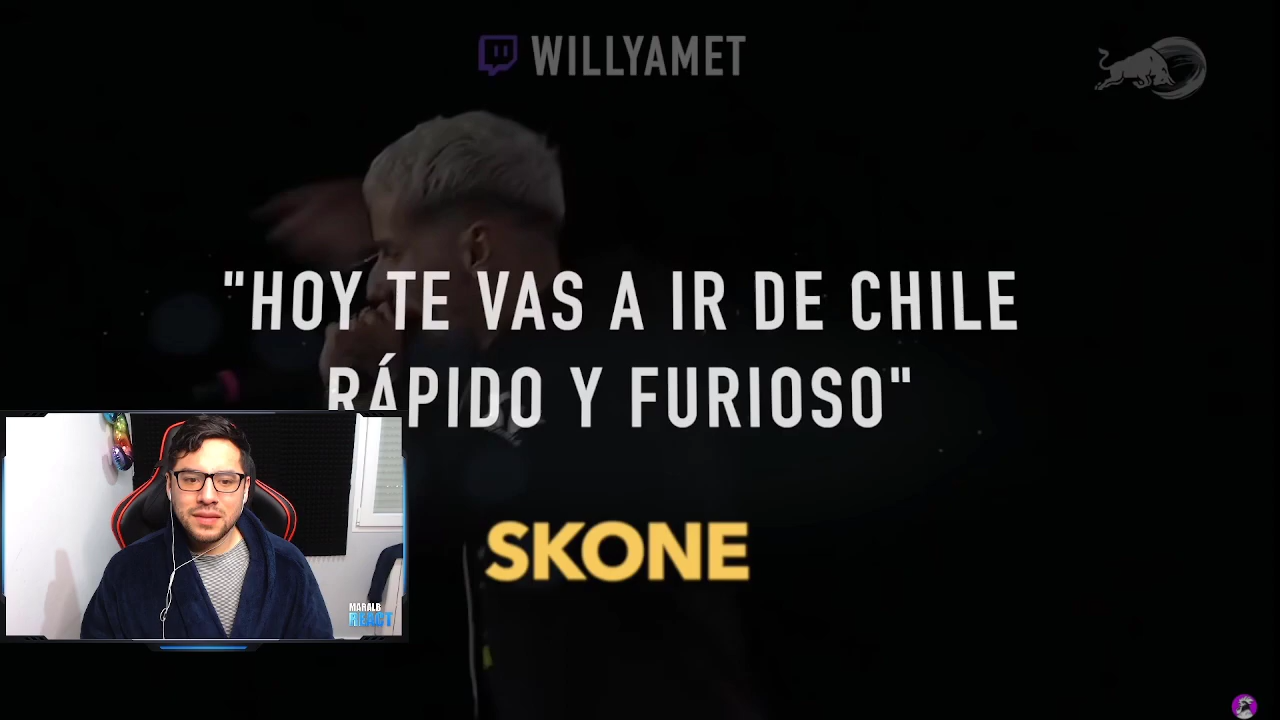 WILLYAMET
"HOY TE VAS A IR DE CHILE
RÁPIDO Y FURIOSO"
SKONE
MARALB
REACT